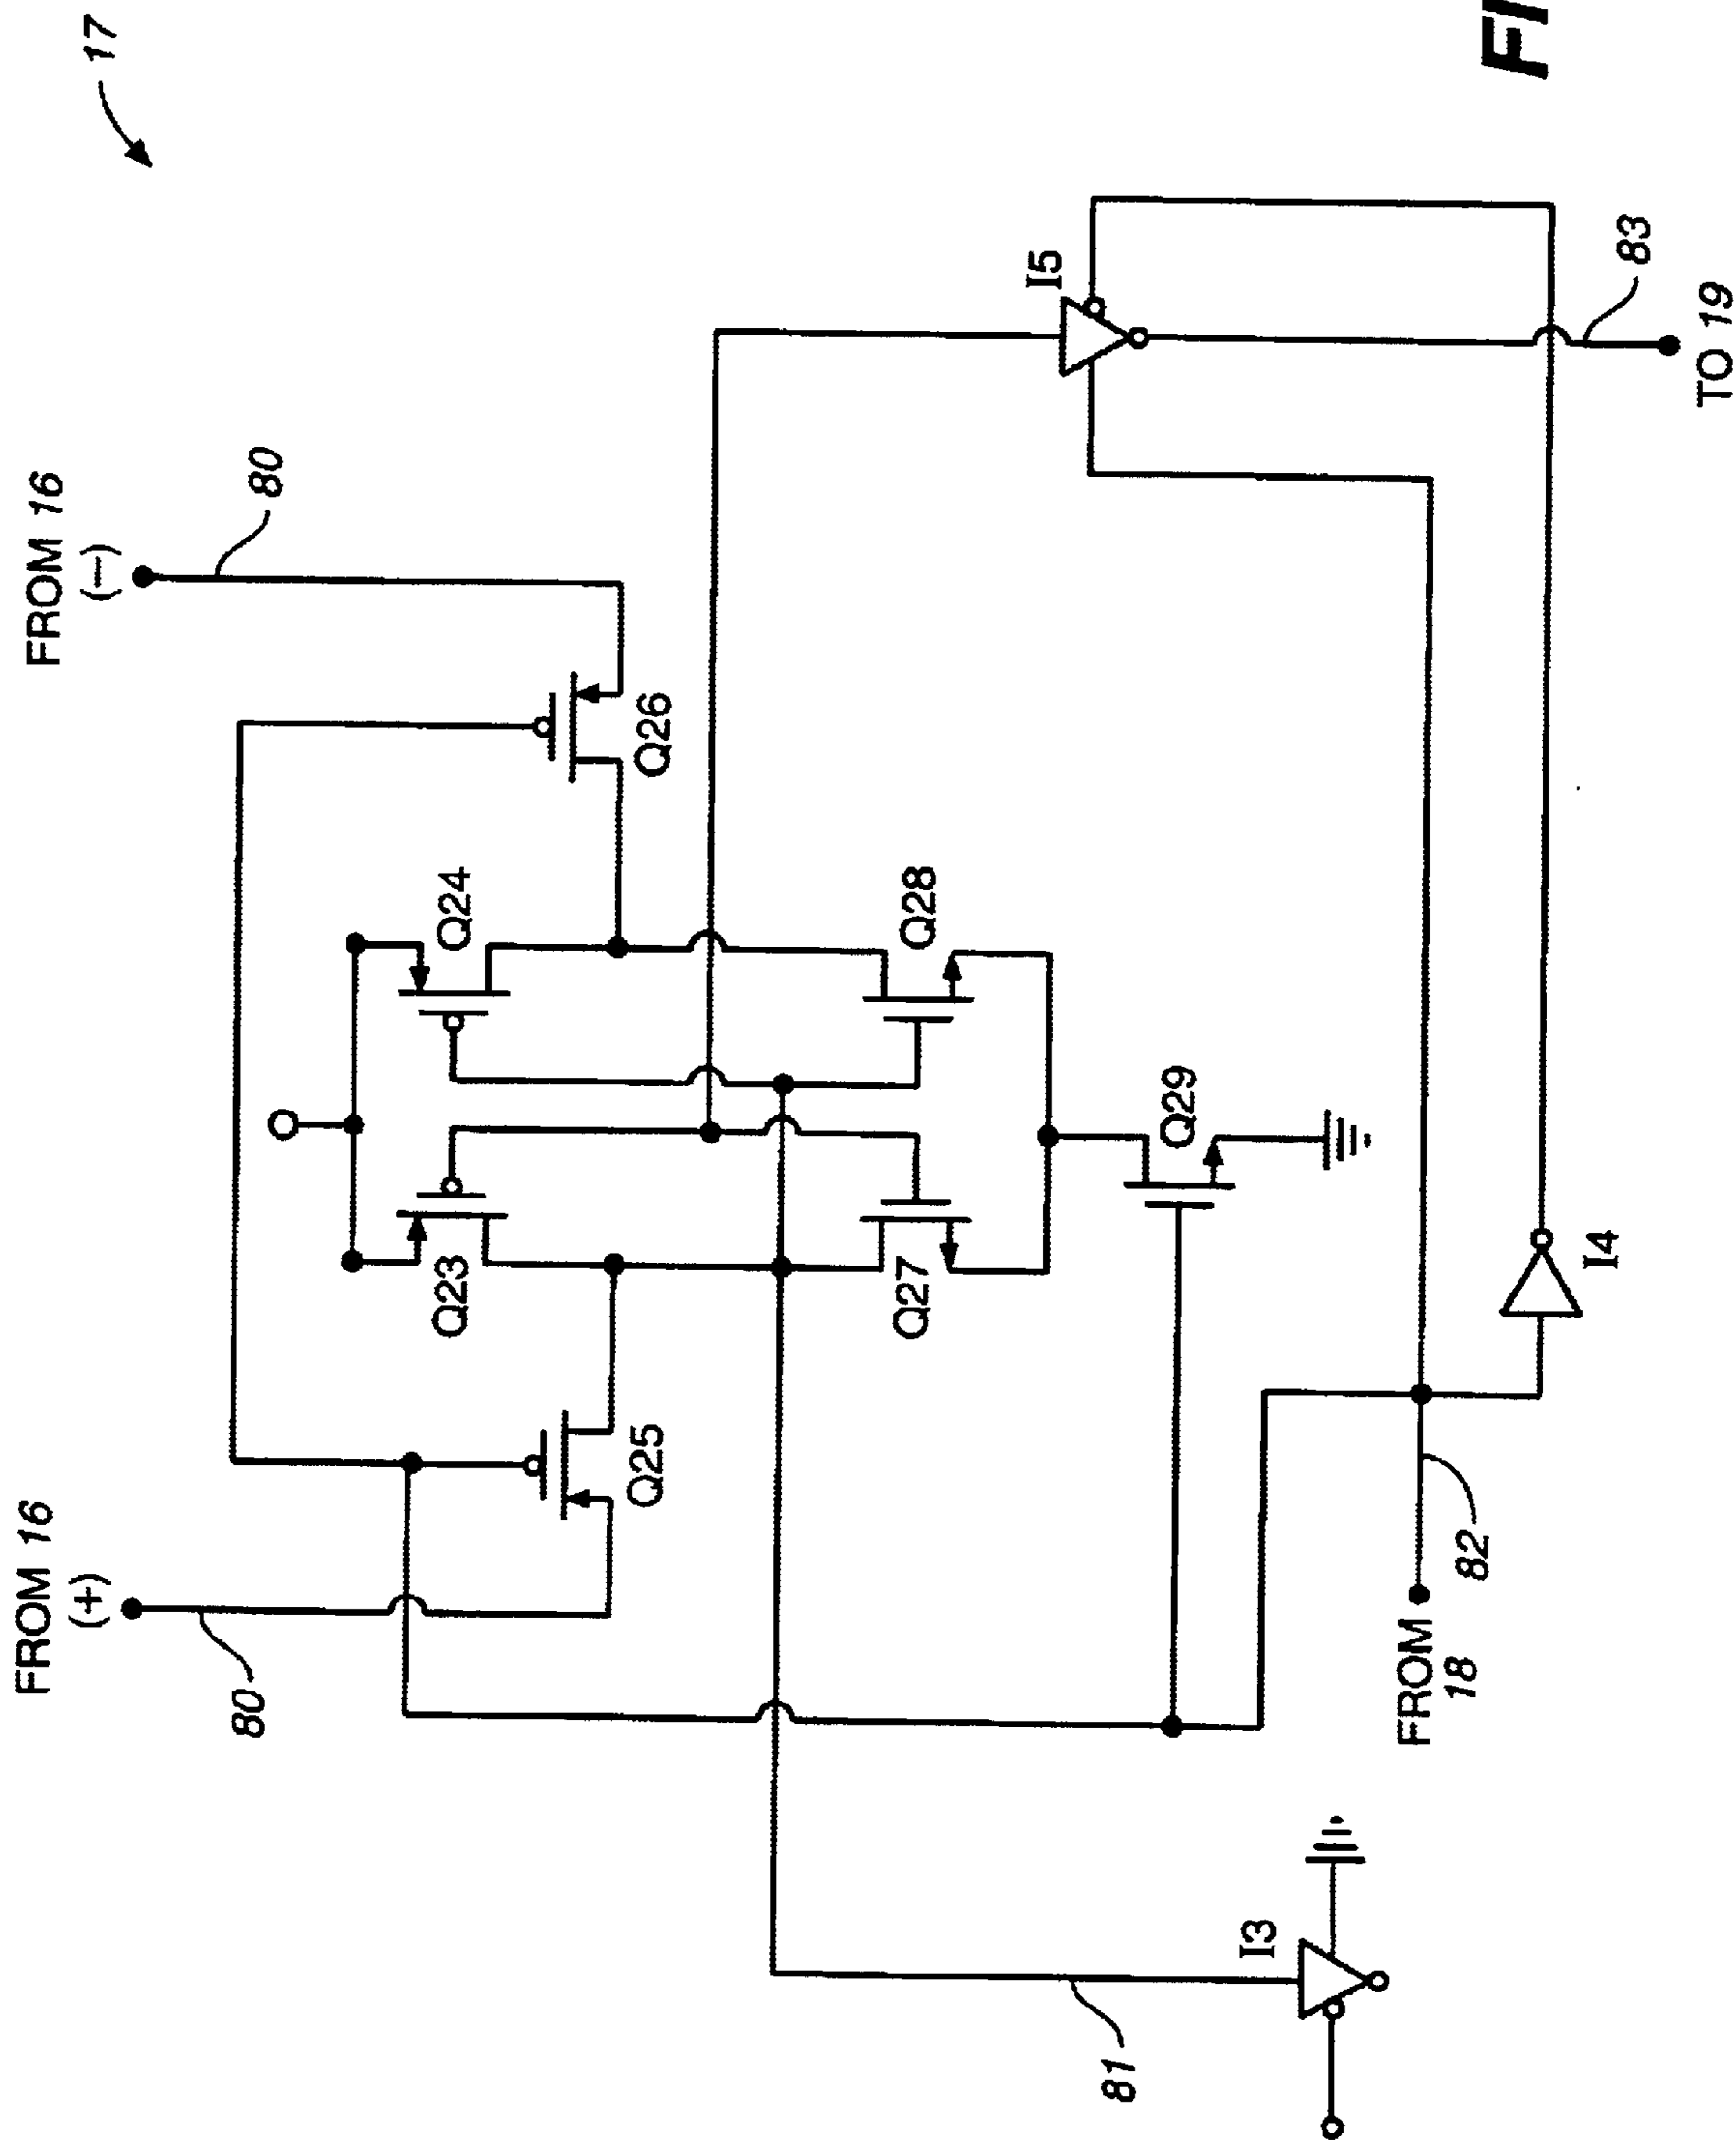 17
FROM 16
(+)
80
FROM 16
(−)
80
Q23
Q24
Q25
Q26
Q27
Q28
Q29
I5
81
I3
FROM
18
82
I4
83
TO 19
FI